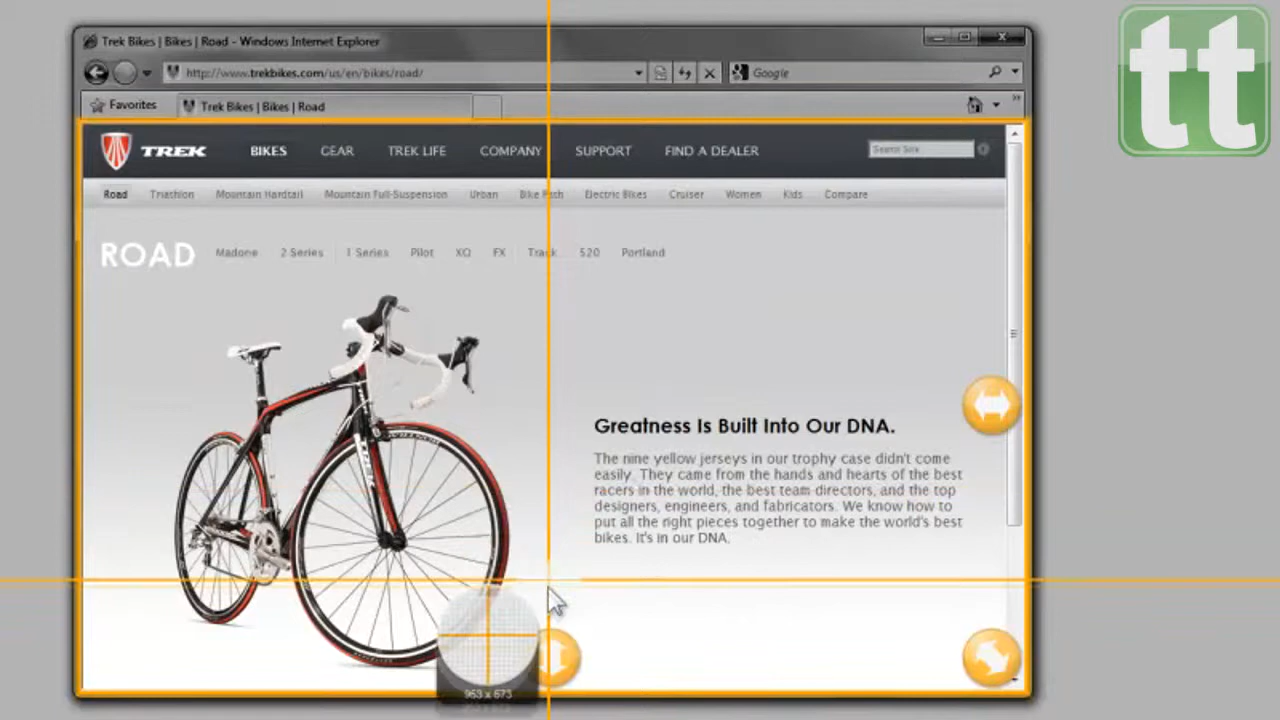 tt
Trek Bikes | Bikes | Road - Windows Internet Explorer
http://www.trekbikes.com/us/en/bikes/road/
Google
Favorites
Trek Bikes | Bikes | Road
TREK
BIKES GEAR TREK LIFE COMPANY SUPPORT FIND A DEALER
Search Site
Road Triathlon Mountain Hardtail Mountain Full-Suspension Urban Bike Path Electric Bikes Cruiser Women Kids Compare
ROAD Madone 2 Series 1 Series Pilot XO FX Track 520 Portland
Greatness Is Built Into Our DNA.
The nine yellow jerseys in our trophy case didn't come
easily. They came from the hands and hearts of the best
racers in the world, the best team directors, and the top
designers, engineers, and fabricators. We know how to
put all the right pieces together to make the world's best
bikes. It's in our DNA.
963 x 673